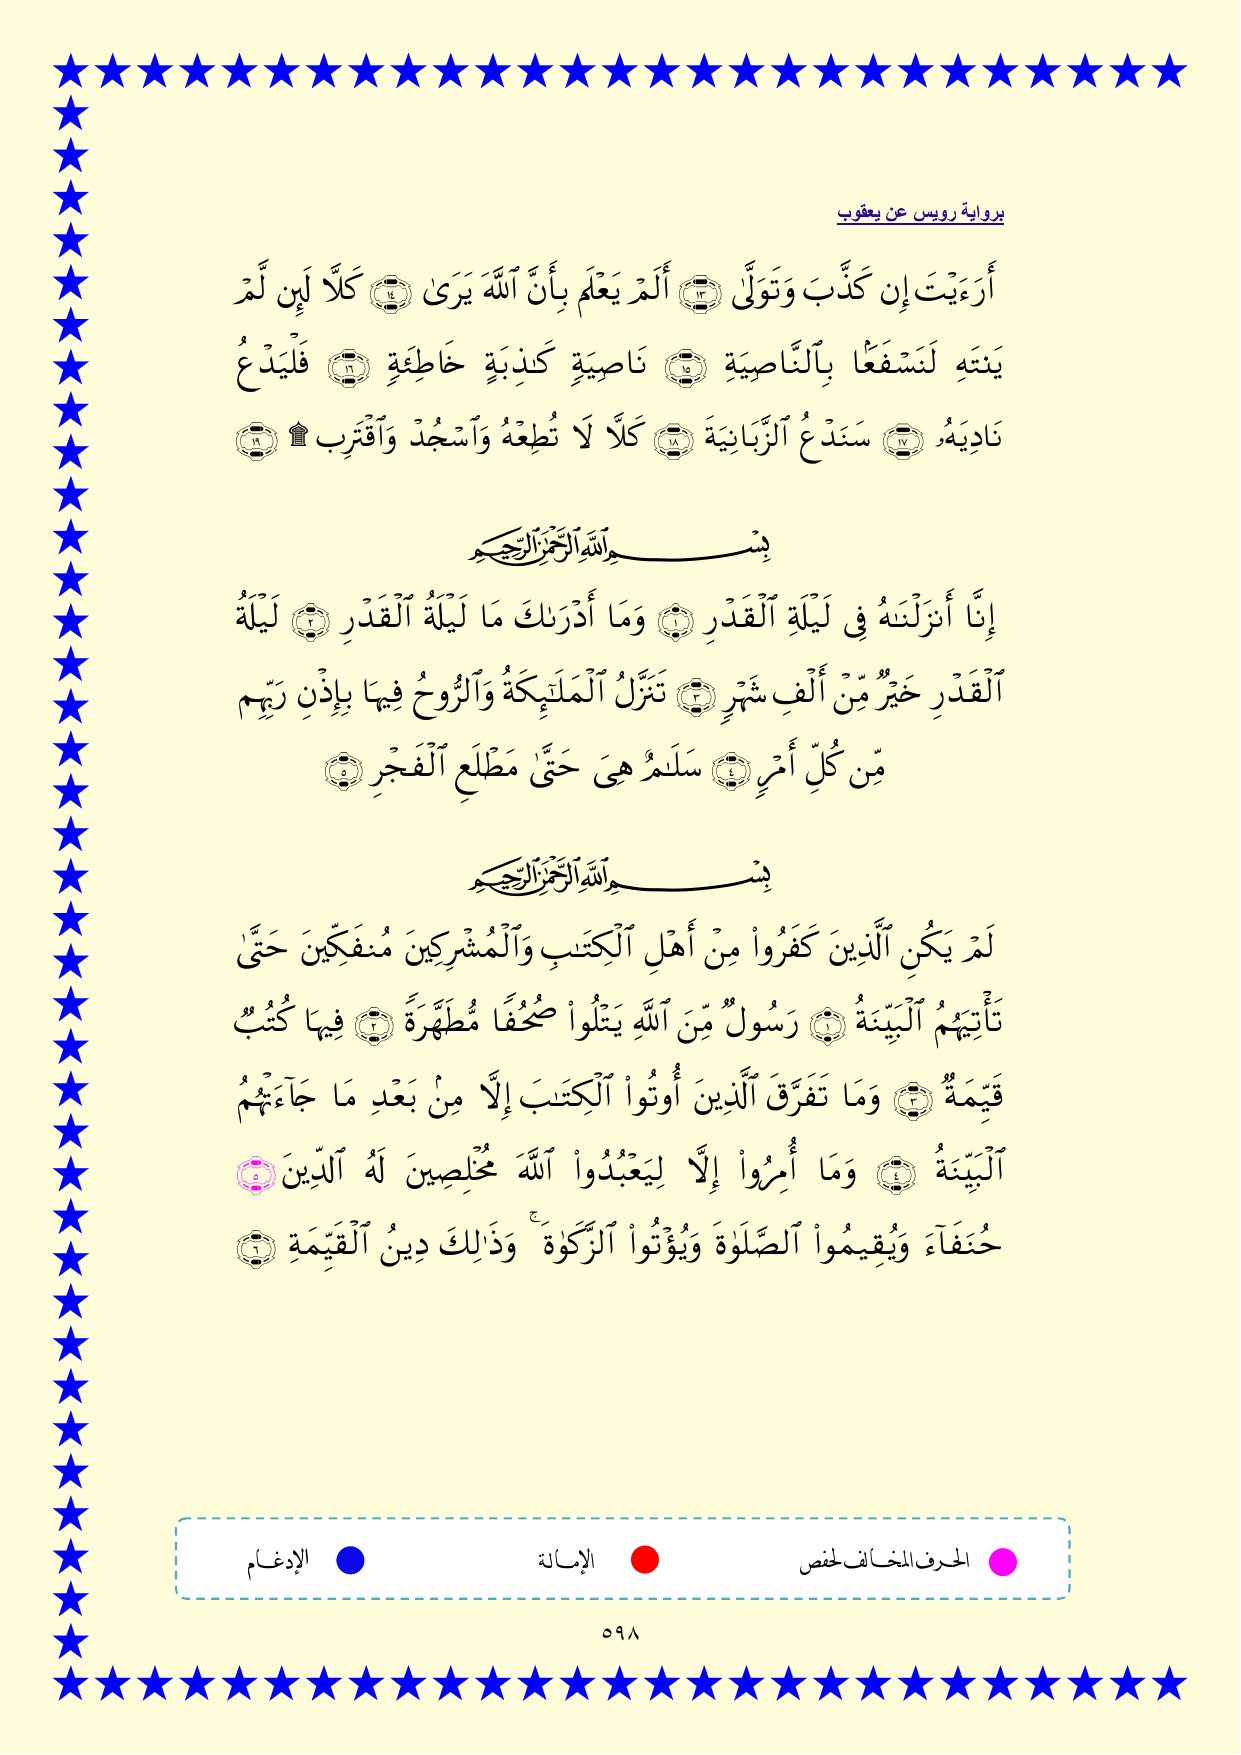 برواية رويس عن يعقوب
أَرَءَيْتَ إِن كَذَّبَ وَتَوَلَّىٰ ١٣ أَلَمْ يَعْلَم بِأَنَّ ٱللَّهَ يَرَىٰ ١٤ كَلَّا لَئِن لَّمْ
يَنتَهِ لَنَسْفَعَۢا بِٱلنَّاصِيَةِ ١٥ نَاصِيَةٖ كَـٰذِبَةٍ خَاطِئَةٖ ١٦ فَلْيَدْعُ
نَادِيَهُۥ ١٧ سَنَدْعُ ٱلزَّبَانِيَةَ ١٨ كَلَّا لَا تُطِعْهُ وَٱسْجُدْ وَٱقْتَرِب ۩ ١٩
بِسْمِ ٱللَّهِ ٱلرَّحْمَـٰنِ ٱلرَّحِيمِ
إِنَّا أَنزَلْنَـٰهُ فِى لَيْلَةِ ٱلْقَدْرِ ١ وَمَا أَدْرَىٰكَ مَا لَيْلَةُ ٱلْقَدْرِ ٢ لَيْلَةُ
ٱلْقَدْرِ خَيْرٌ مِّنْ أَلْفِ شَهْرٍ ٣ تَنَزَّلُ ٱلْمَلَـٰٓئِكَةُ وَٱلرُّوحُ فِيهَا بِإِذْنِ رَبِّهِم
مِّن كُلِّ أَمْرٍ ٤ سَلَـٰمٌ هِىَ حَتَّىٰ مَطْلَعِ ٱلْفَجْرِ ٥
بِسْمِ ٱللَّهِ ٱلرَّحْمَـٰنِ ٱلرَّحِيمِ
لَمْ يَكُنِ ٱلَّذِينَ كَفَرُوا۟ مِنْ أَهْلِ ٱلْكِتَـٰبِ وَٱلْمُشْرِكِينَ مُنفَكِّينَ حَتَّىٰ
تَأْتِيَهُمُ ٱلْبَيِّنَةُ ١ رَسُولٌ مِّنَ ٱللَّهِ يَتْلُوا۟ صُحُفًا مُّطَهَّرَةً ٢ فِيهَا كُتُبٌ
قَيِّمَةٌ ٣ وَمَا تَفَرَّقَ ٱلَّذِينَ أُوتُوا۟ ٱلْكِتَـٰبَ إِلَّا مِنۢ بَعْدِ مَا جَآءَتْهُمُ
ٱلْبَيِّنَةُ ٤ وَمَا أُمِرُوا۟ إِلَّا لِيَعْبُدُوا۟ ٱللَّهَ مُخْلِصِينَ لَهُ ٱلدِّينَ ٥
حُنَفَآءَ وَيُقِيمُوا۟ ٱلصَّلَوٰةَ وَيُؤْتُوا۟ ٱلزَّكَوٰةَ ۚ وَذَٰلِكَ دِينُ ٱلْقَيِّمَةِ ٦
الحرف المخالف لحفص الإمالة الإدغام
٥٩٨